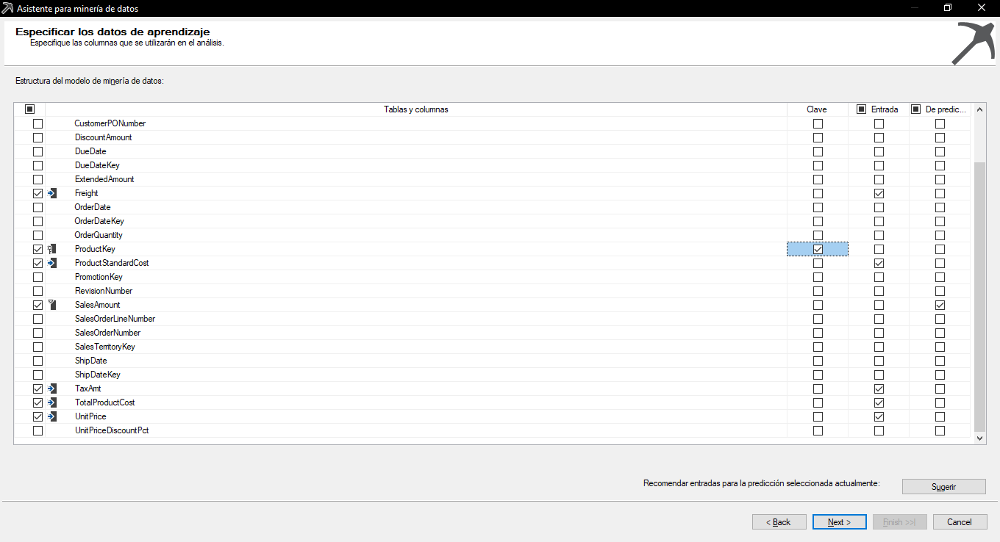 Asistente para minería de datos
Especificar los datos de aprendizaje
Especifique las columnas que se utilizarán en el análisis.
Estructura del modelo de minería de datos:
Tablas y columnas Clave Entrada De predic...
CustomerPONumber
DiscountAmount
DueDate
DueDateKey
ExtendedAmount
Freight
OrderDate
OrderDateKey
OrderQuantity
ProductKey
ProductStandardCost
PromotionKey
RevisionNumber
SalesAmount
SalesOrderLineNumber
SalesOrderNumber
SalesTerritoryKey
ShipDate
ShipDateKey
TaxAmt
TotalProductCost
UnitPrice
UnitPriceDiscountPct
Recomendar entradas para la predicción seleccionada actualmente: Sugerir
< Back Next > Finish >>| Cancel